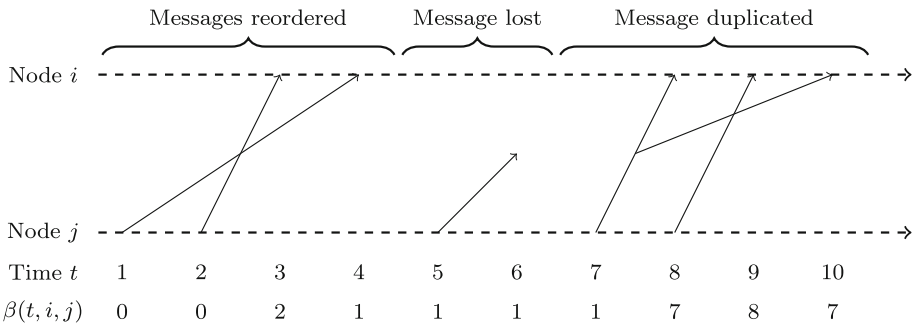 Messages reordered Message lost Message duplicated
Node i
Node j
Time t 1 2 3 4 5 6 7 8 9 10
β(t, i, j) 0 0 2 1 1 1 1 7 8 7